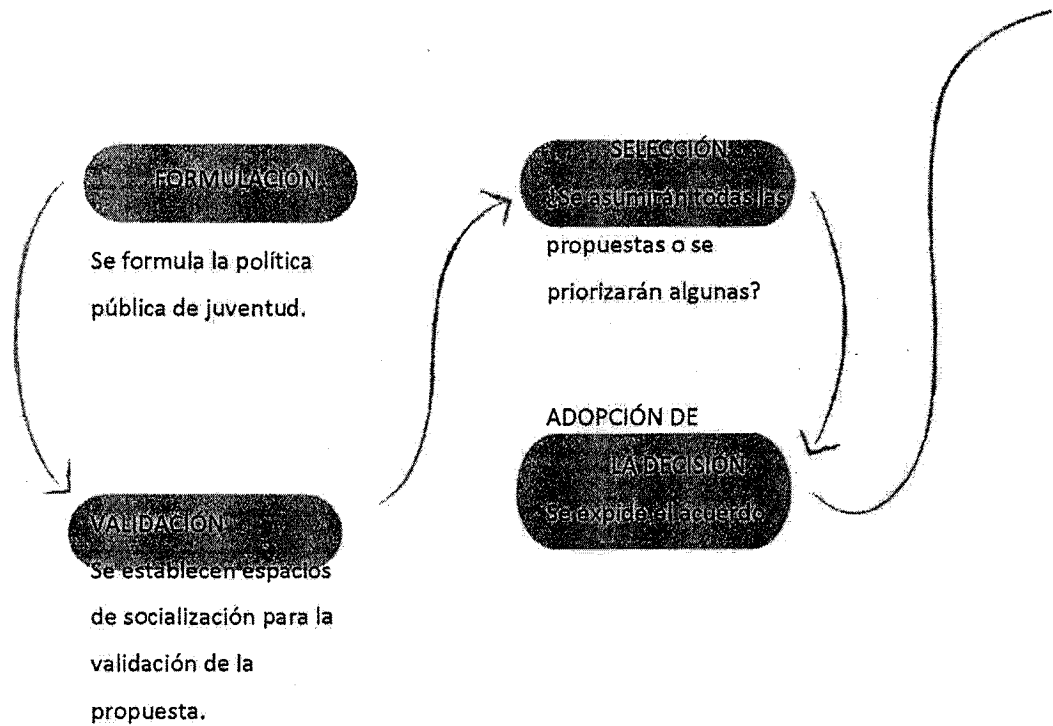 FORMULACIÓN
Se formula la política
pública de juventud.
VALIDACIÓN
Se establecen espacios
de socialización para la
validación de la
propuesta.
SELECCIÓN
¿Se asumirán todas las
propuestas o se
priorizarán algunas?
ADOPCIÓN DE
LA DECISIÓN
Se expide el acuerdo